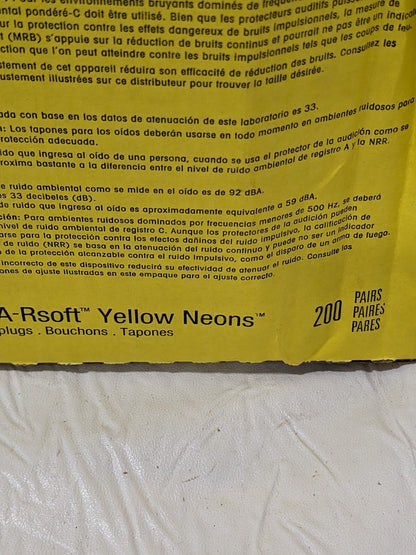 Pour les environnements bruyants dominés de fréque
ental pondéré-C doit être utilisé. Bien que les protecteurs auditifs puiss
ction contre les effets dangereux de bruits impulsionnels, la mesure de
t (MRB) s'appuie sur la réduction de bruits continus et pourrait ne pas être un indica
ction que l'on peut atteindre contre les bruits impulsionnels tels que les coups de feu.
ustement de cet appareil réduira son efficacité de réduction des bruits. Consultez les
ustement illustrées sur ce distributeur pour trouver la taille désirée.
ada con base en los datos de atenuación de este laboratorio es 33.
n: Los tapones para los oídos deberán usarse en todo momento en ambientes ruidosos para
rotección adecuada.
ido que ingresa al oído de una persona, cuando se usa el protector de la audición como se
roxima bastante a la diferencia entre el nivel de ruido ambiental de registro A y la NRR.
e ruido ambiental como se mide en el oído es de 92 dBA.
es 33 decibeles (dB).
de ruido que ingresa al oído es aproximadamente equivalente a 59 dBA.
ción: Para ambientes ruidosos dominados por frecuencias menores de 500 Hz, se deberá
nivel de ruido ambiental de registro C. Aunque los protectores de la audición pueden
arse para la protección contra los efectos dañinos del ruido impulsivo, la calificación de
de ruido (NRR) se basa en la atenuación del ruido continuo y puede no ser un indicador
o de la protección alcanzable contra el ruido impulsivo, como el disparo de un arma de fuego.
incorrecto de este dispositivo reducirá su efectividad de atenuar el ruido. Consulte las
ones de ajuste ilustradas en este empaque para el ajuste correcto.
A-Rsoft™ Yellow Neons™
plugs . Bouchons . Tapones
200 PAIRS
PAIRES
PARES